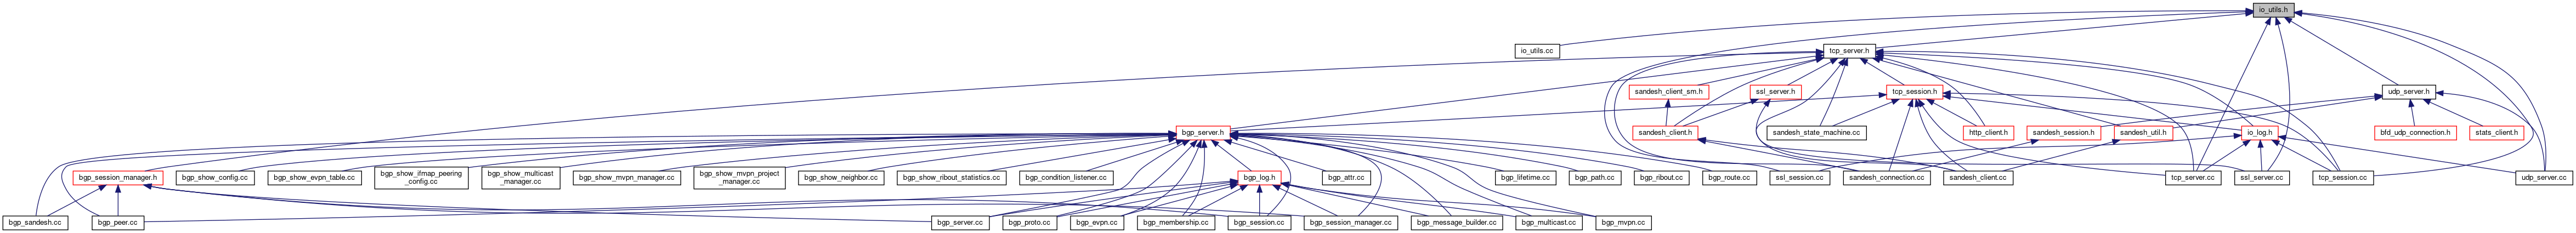 io_utils.h
io_utils.cc
tcp_server.h
sandesh_client_sm.h
ssl_server.h
tcp_session.h
udp_server.h
bgp_server.h
sandesh_client.h
sandesh_state_machine.cc
http_client.h
sandesh_session.h
sandesh_util.h
io_log.h
bfd_udp_connection.h
stats_client.h
bgp_session_manager.h
bgp_show_config.cc
bgp_show_evpn_table.cc
bgp_show_ifmap_peering
_config.cc
bgp_show_multicast
_manager.cc
bgp_show_mvpn_manager.cc
bgp_show_mvpn_project
_manager.cc
bgp_show_neighbor.cc
bgp_show_ribout_statistics.cc
bgp_condition_listener.cc
bgp_log.h
bgp_attr.cc
bgp_lifetime.cc
bgp_path.cc
bgp_ribout.cc
bgp_route.cc
ssl_session.cc
sandesh_connection.cc
sandesh_client.cc
tcp_server.cc
ssl_server.cc
tcp_session.cc
udp_server.cc
bgp_sandesh.cc
bgp_peer.cc
bgp_server.cc
bgp_proto.cc
bgp_evpn.cc
bgp_membership.cc
bgp_session.cc
bgp_session_manager.cc
bgp_message_builder.cc
bgp_multicast.cc
bgp_mvpn.cc